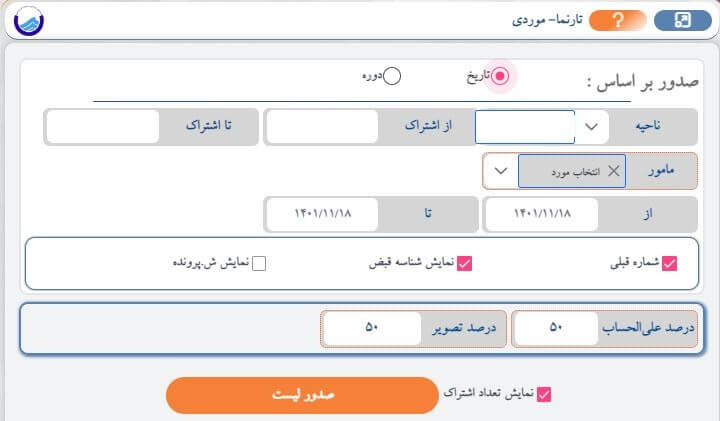 تارنما- موردی ?
صدور بر اساس : تاریخ دوره
ناحیه از اشتراک تا اشتراک
مامور انتخاب مورد
از ۱۴۰۱/۱۱/۱۸ تا ۱۴۰۱/۱۱/۱۸
شماره قبلی نمایش شناسه قبض نمایش ش.پرونده
درصد علی‌الحساب ۵۰ درصد تصویر ۵۰
نمایش تعداد اشتراک صدور لیست